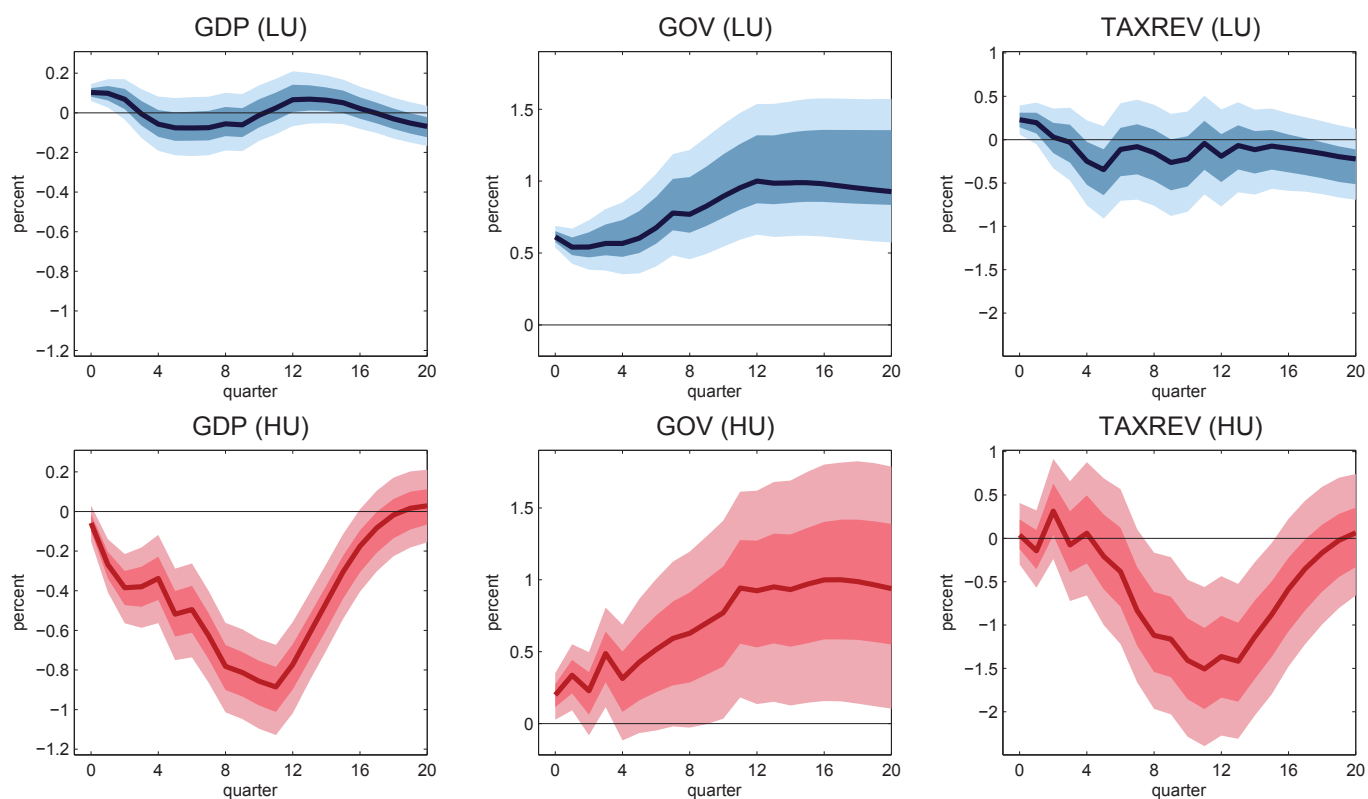 GDP (LU)
percent
0.2
0
−0.2
−0.4
−0.6
−0.8
−1
−1.2
0 4 8 12 16 20
quarter
GOV (LU)
percent
1.5
1
0.5
0
0 4 8 12 16 20
quarter
TAXREV (LU)
percent
1
0.5
0
−0.5
−1
−1.5
−2
0 4 8 12 16 20
quarter
GDP (HU)
percent
0.2
0
−0.2
−0.4
−0.6
−0.8
−1
−1.2
0 4 8 12 16 20
quarter
GOV (HU)
percent
1.5
1
0.5
0
0 4 8 12 16 20
quarter
TAXREV (HU)
percent
1
0.5
0
−0.5
−1
−1.5
−2
0 4 8 12 16 20
quarter